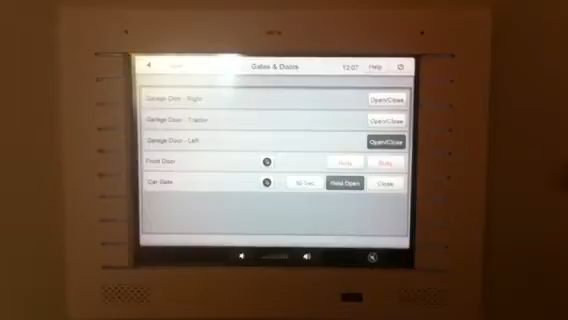 Gates & Doors 12:07 Help
Garage Door - Right Open/Close
Garage Door - Tractor Open/Close
Garage Door - Left Open/Close
Front Door
Car Gate 10 Sec Hold Open Close